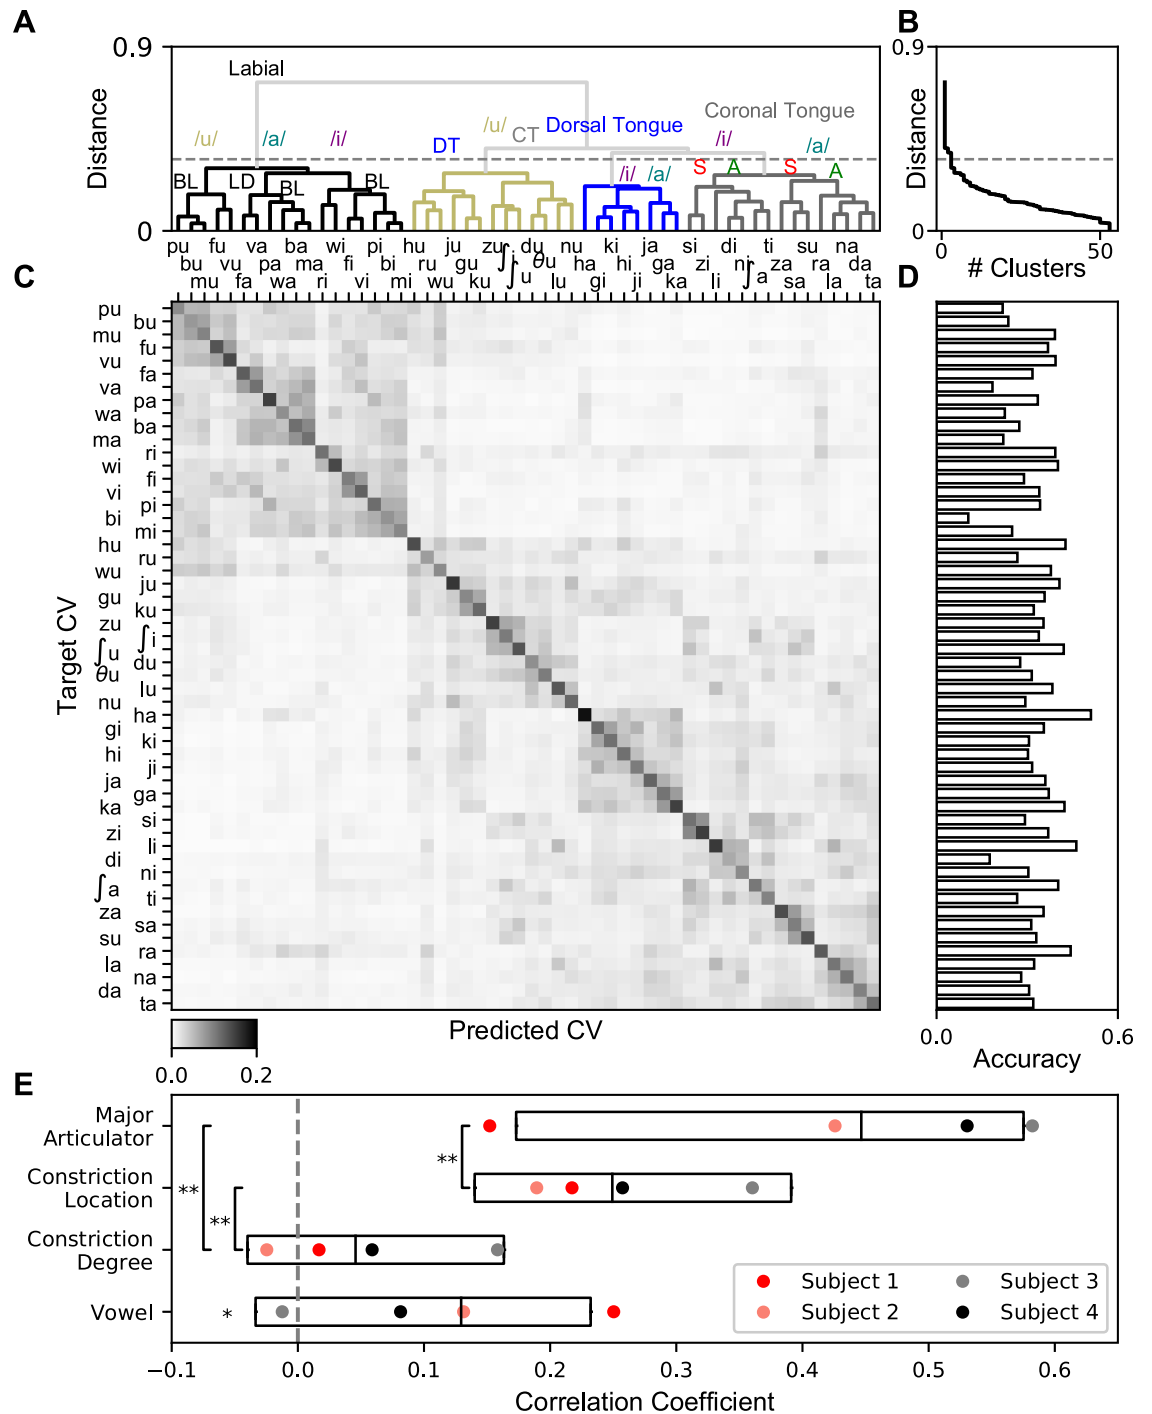 A
B
0.9
Distance
0
Labial
/u/
/a/
/i/
DT
/u/
CT
Dorsal Tongue
Coronal Tongue
/i/
/a/
BL
LD
BL
BL
/i/
/a/
S
A
S
A
0.9
Distance
0
0
50
# Clusters
pu fu va ba wi pi hu ju zu ʃi du nu ki ja si di ti su na
bu vu pa ma fi bi ru gu θu ha hi ga zi ni za ra da
mu fa wa ri vi mi wu ku ʃu lu gi ji ka li ʃa sa la ta
C
D
pu
bu
mu
fu
vu
fa
va
pa
wa
ba
ma
ri
wi
fi
vi
pi
bi
mi
hu
ru
wu
ju
gu
ku
zu
ʃi
ʃu
du
θu
lu
nu
ha
gi
ki
hi
ji
ja
ga
ka
si
zi
li
di
ni
ʃa
ti
za
sa
su
ra
la
na
da
ta
Target CV
Predicted CV
0.0 0.2
0.0 0.6
Accuracy
E
Major
Articulator
Constriction
Location
Constriction
Degree
Vowel
**
**
**
*
Subject 1
Subject 2
Subject 3
Subject 4
−0.1 0.0 0.1 0.2 0.3 0.4 0.5 0.6
Correlation Coefficient